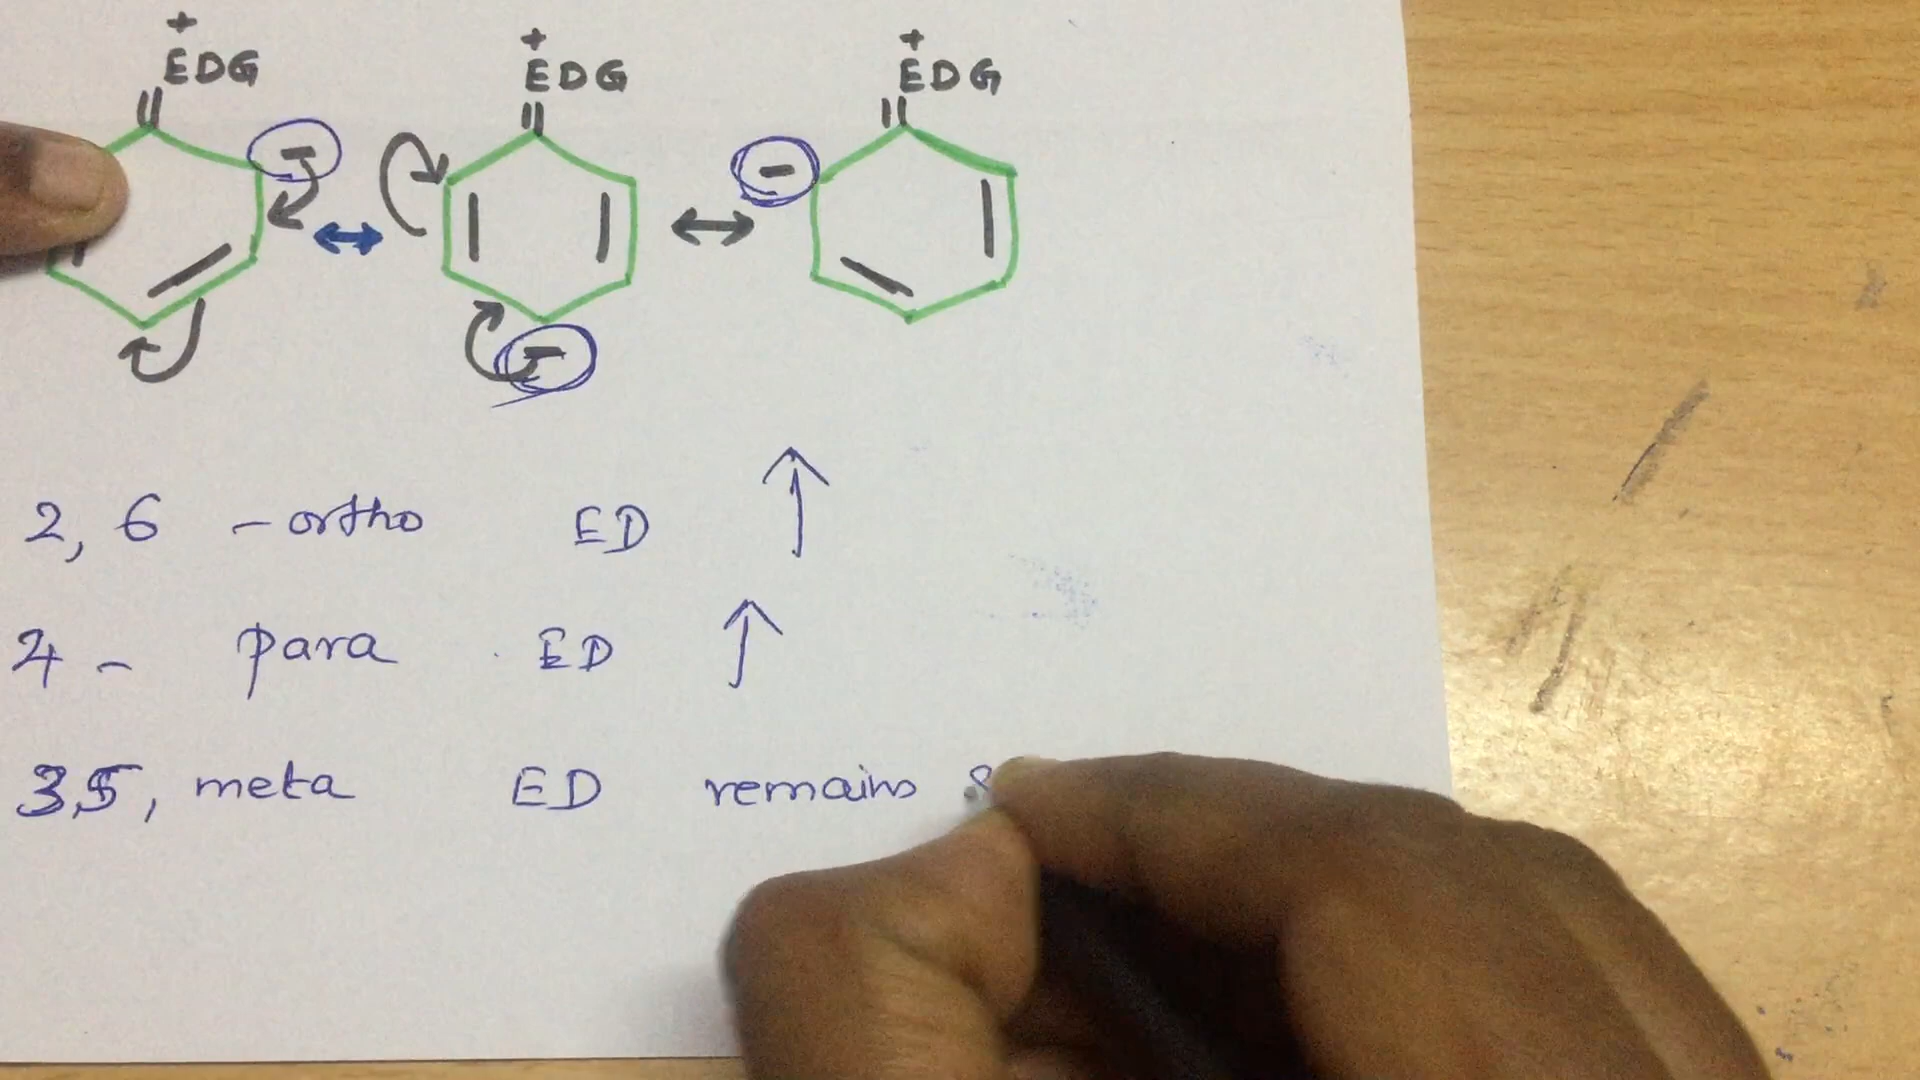 + + +
EDG EDG EDG
- - -
2, 6 - ortho ED ↑
4 - para ED ↑
3,5, meta ED remains